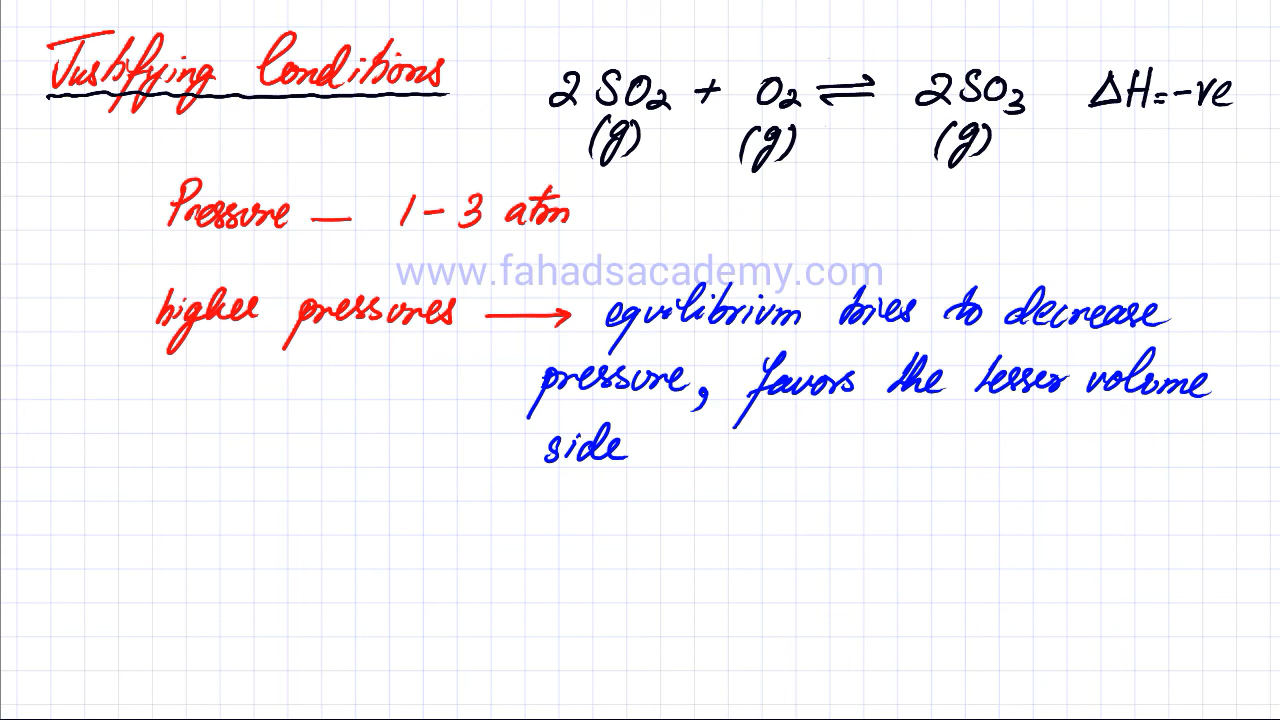 Justifying Conditions
2SO₂ + O₂ ⇌ 2SO₃ ΔH=-ve
(g) (g) (g)
Pressure — 1-3 atm
www.fahadsacademy.com
higher pressures → equilibrium tries to decrease
pressure, favors the lesser volume
side